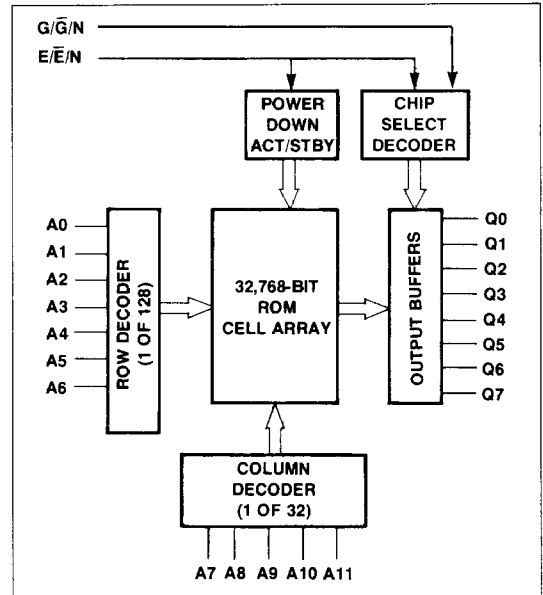 G/G̅/N
E/E̅/N
POWER
DOWN
ACT/STBY
CHIP
SELECT
DECODER
A0
A1
A2
A3
A4
A5
A6
ROW DECODER
(1 OF 128)
32,768-BIT
ROM
CELL ARRAY
OUTPUT BUFFERS
Q0
Q1
Q2
Q3
Q4
Q5
Q6
Q7
COLUMN
DECODER
(1 OF 32)
A7 A8 A9 A10 A11